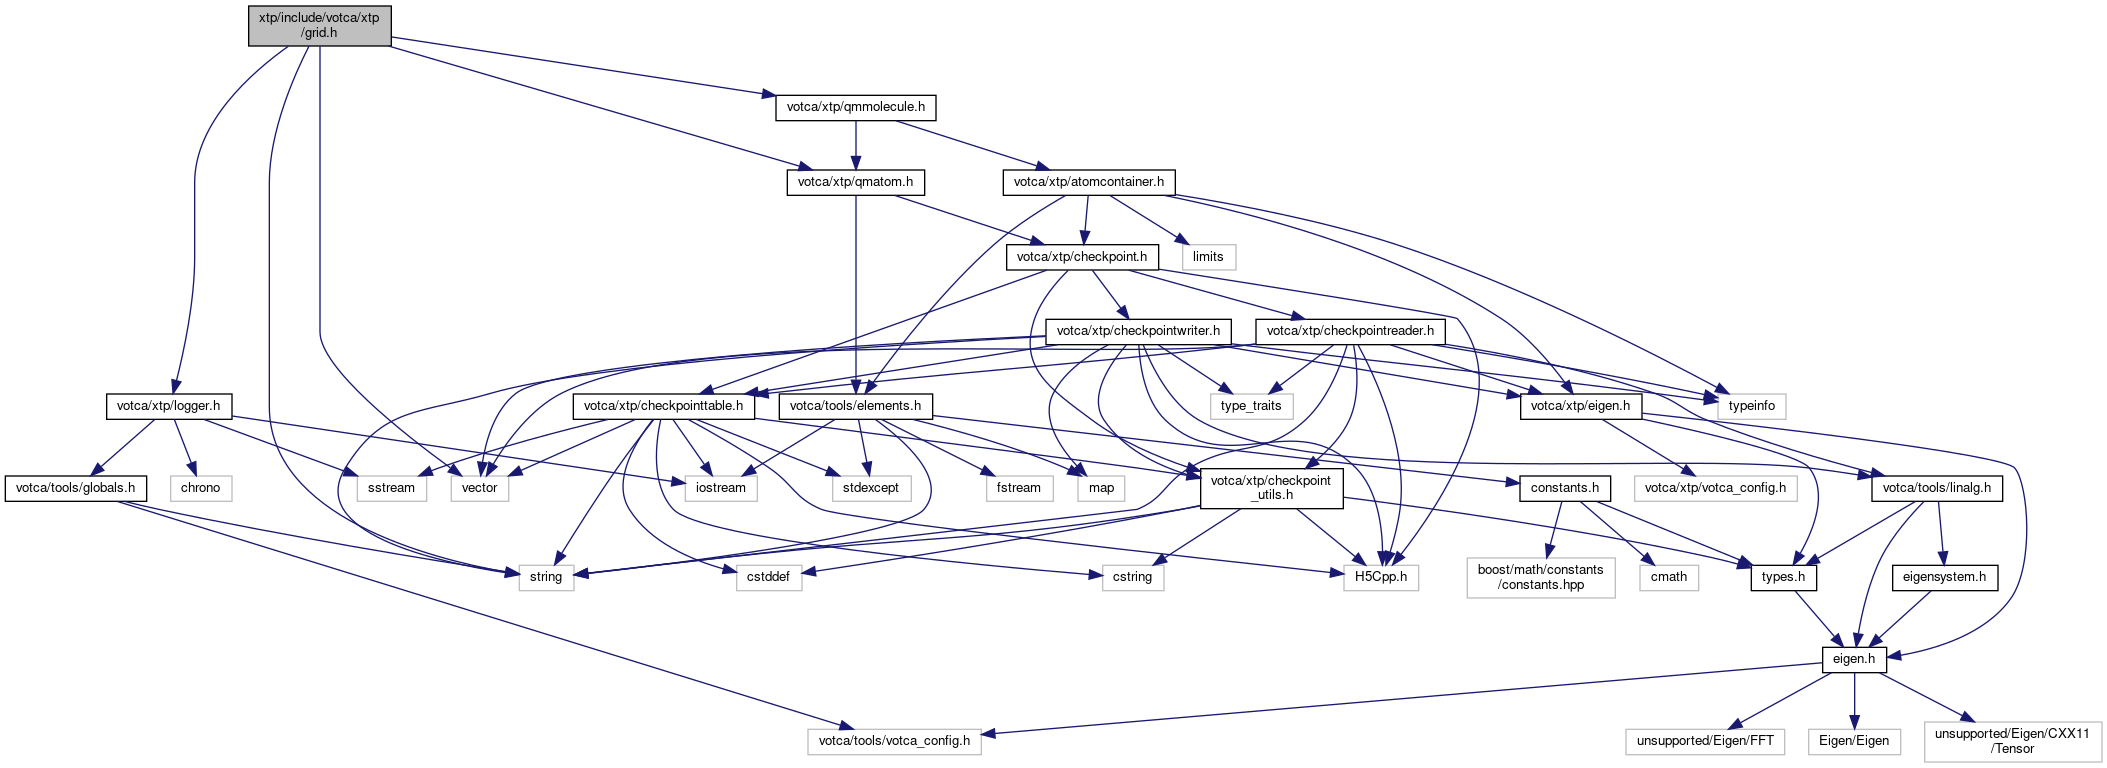 xtp/include/votca/xtp
/grid.h
votca/xtp/qmmolecule.h
votca/xtp/qmatom.h
votca/xtp/atomcontainer.h
votca/xtp/checkpoint.h
limits
votca/xtp/checkpointwriter.h
votca/xtp/checkpointreader.h
votca/xtp/logger.h
votca/xtp/checkpointtable.h
votca/tools/elements.h
type_traits
votca/xtp/eigen.h
typeinfo
votca/tools/globals.h
chrono
sstream
vector
iostream
stdexcept
fstream
map
votca/xtp/checkpoint
_utils.h
constants.h
votca/xtp/votca_config.h
votca/tools/linalg.h
string
cstddef
cstring
H5Cpp.h
boost/math/constants
/constants.hpp
cmath
types.h
eigensystem.h
eigen.h
votca/tools/votca_config.h
unsupported/Eigen/FFT
Eigen/Eigen
unsupported/Eigen/CXX11
/Tensor